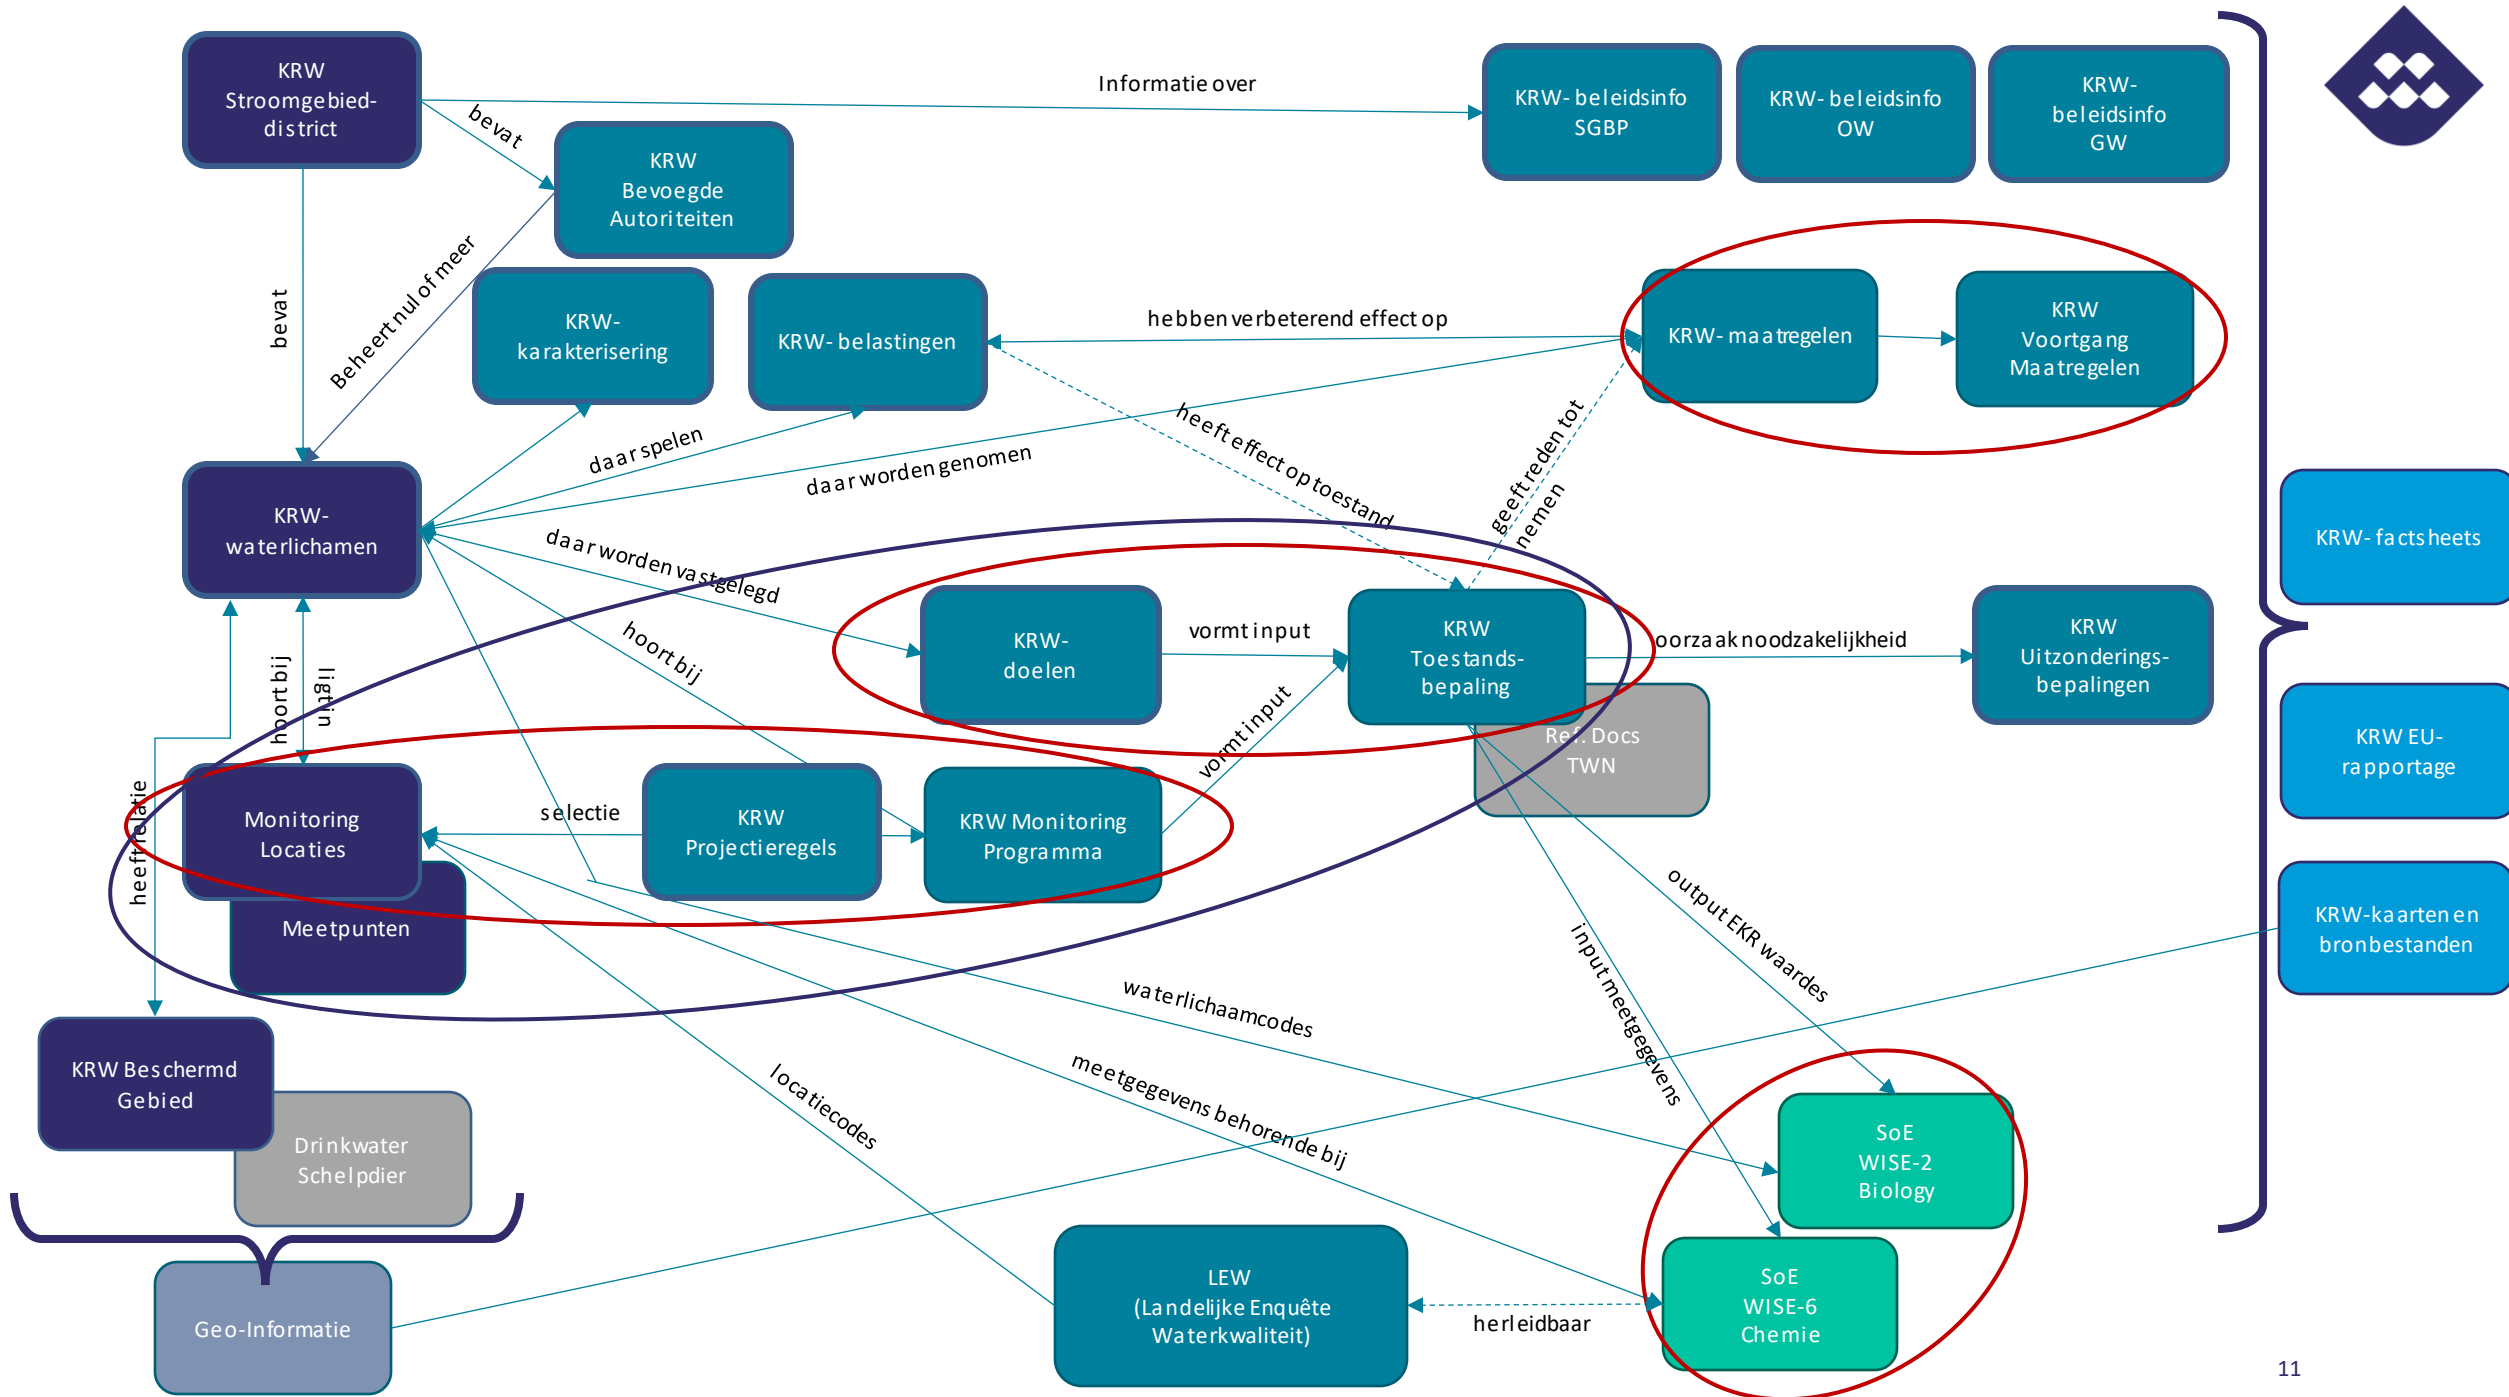 KRW
Stroomgebied-
district
Informatie over
KRW- beleidsinfo
SGBP
KRW- beleidsinfo
OW
KRW-
beleidsinfo
GW
bevat
KRW
Bevoegde
Autoriteiten
bevat
Beheert nul of meer
KRW-
karakterisering
KRW- belastingen
hebben verbeterend effect op
KRW- maatregelen
KRW
Voortgang
Maatregelen
daar spelen
daar worden genomen
heeft effect op toestand
geeft reden tot
nemen
KRW-
waterlichamen
KRW- factsheets
daar worden vastgelegd
hoort bij
KRW-
doelen
vormt input
KRW
Toestands-
bepaling
oorzaak noodzakelijkheid
KRW
Uitzonderings-
bepalingen
hoort bij
ligt in
vormt input
Ref. Docs
TWN
KRW EU-
rapportage
heeft relatie
Monitoring
Locaties
selectie
KRW
Projectieregels
KRW Monitoring
Programma
Meetpunten
output EKR waardes
input meetgegevens
KRW-kaarten en
bronbestanden
waterlichaamcodes
meetgegevens behorende bij
locatiecodes
KRW Beschermd
Gebied
Drinkwater
Schelpdier
SoE
WISE-2
Biology
Geo-Informatie
LEW
(Landelijke Enquête
Waterkwaliteit)
herleidbaar
SoE
WISE-6
Chemie
11